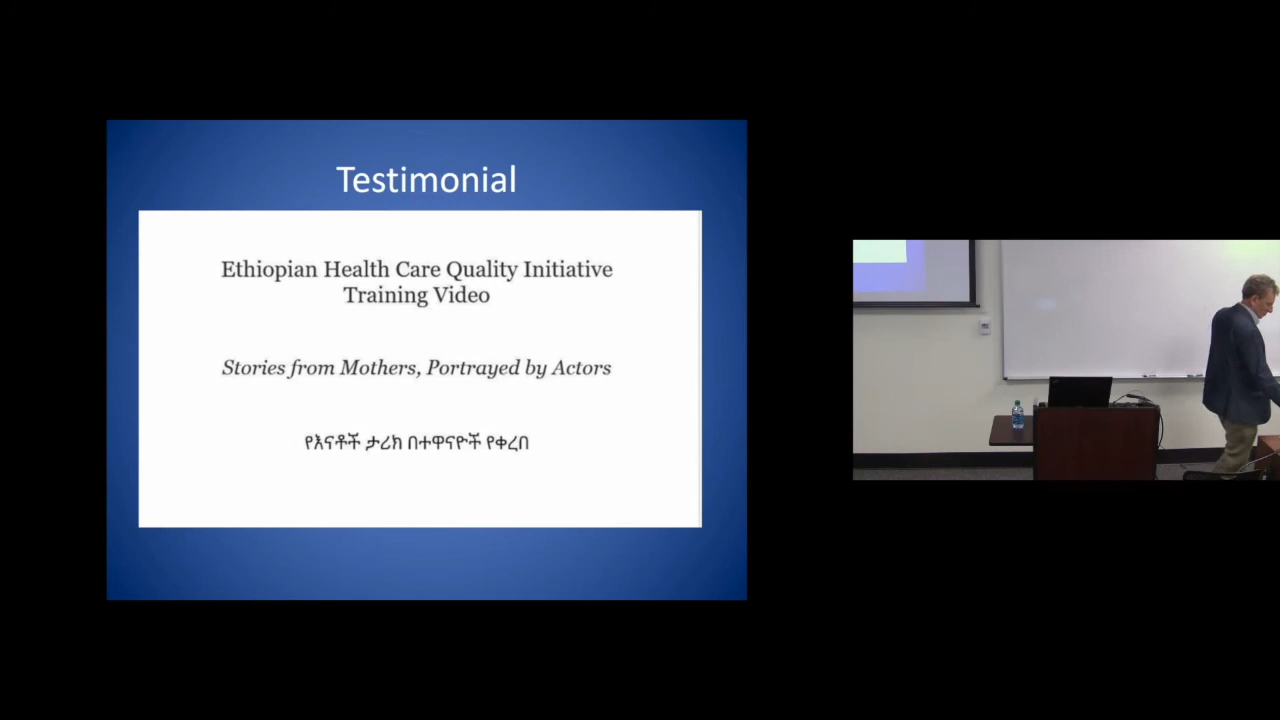 Testimonial
Ethiopian Health Care Quality Initiative
Training Video
Stories from Mothers, Portrayed by Actors
የእናቶች ታሪክ በተዋናዮች የቀረበ